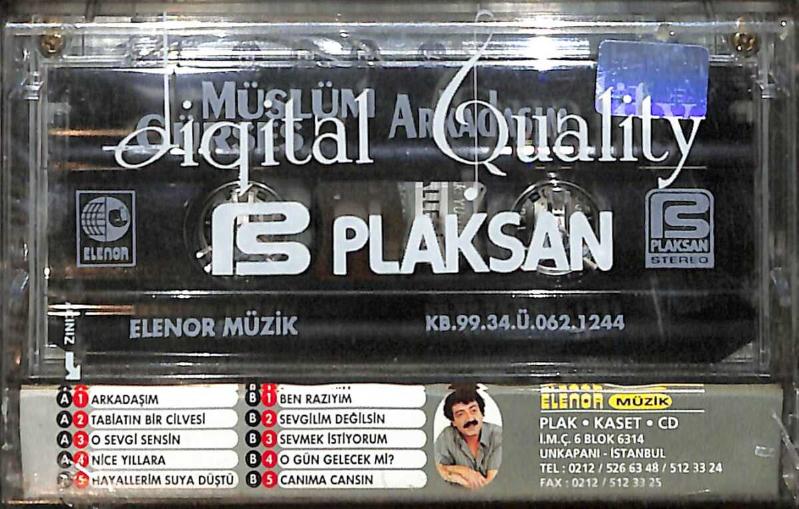 MÜSLÜM
GÜRSES
ARKADAŞIM
Digital Quality
ELENOR
PLAKSAN
PLAKSAN
STEREO
ELENOR MÜZİK
KB.99.34.Ü.062.1244
A 1 ARKADAŞIM
A 2 TABİATIN BİR CİLVESİ
A 3 O SEVGİ SENSİN
A 4 NİCE YILLARA
A 5 HAYALLERİM SUYA DÜŞTÜ
B 1 BEN RAZIYIM
B 2 SEVGİLİM DEĞİLSİN
B 3 SEVMEK İSTİYORUM
B 4 O GÜN GELECEK Mİ?
B 5 CANIMA CANSIN
ELENOR MÜZİK
PLAK • KASET • CD
İ.M.Ç. 6 BLOK 6314
UNKAPANI - İSTANBUL
TEL : 0212 / 526 63 48 / 512 33 24
FAX : 0212 / 512 33 25